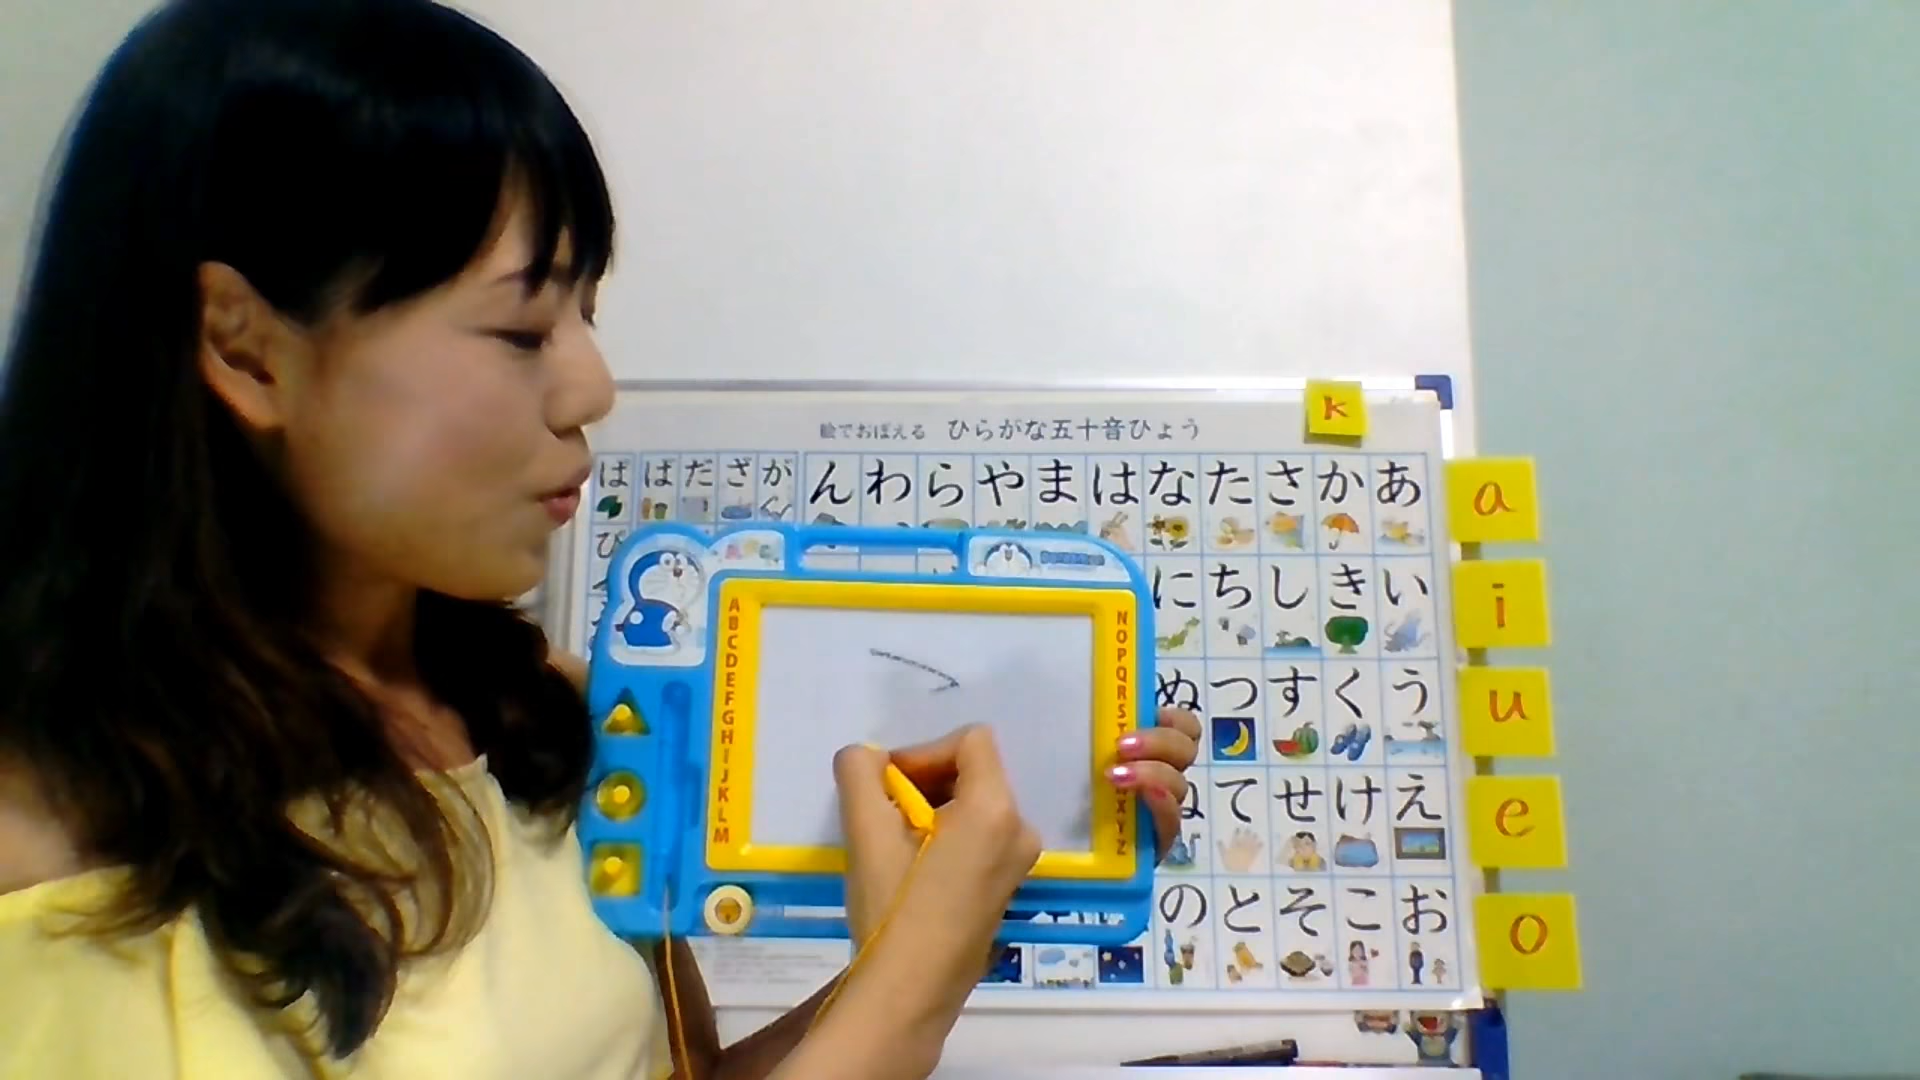 k
絵でおぼえる ひらがな五十音ひょう
ぱ ば だ ざ が ん わ ら や ま は な た さ か あ
a
ぴ
に ち し き い
i
ぬ つ す く う
u
ね て せ け え
e
の と そ こ お
o
A
B
C
D
E
F
G
H
I
J
K
L
M
N
O
P
Q
R
S
T
X
Y
Z